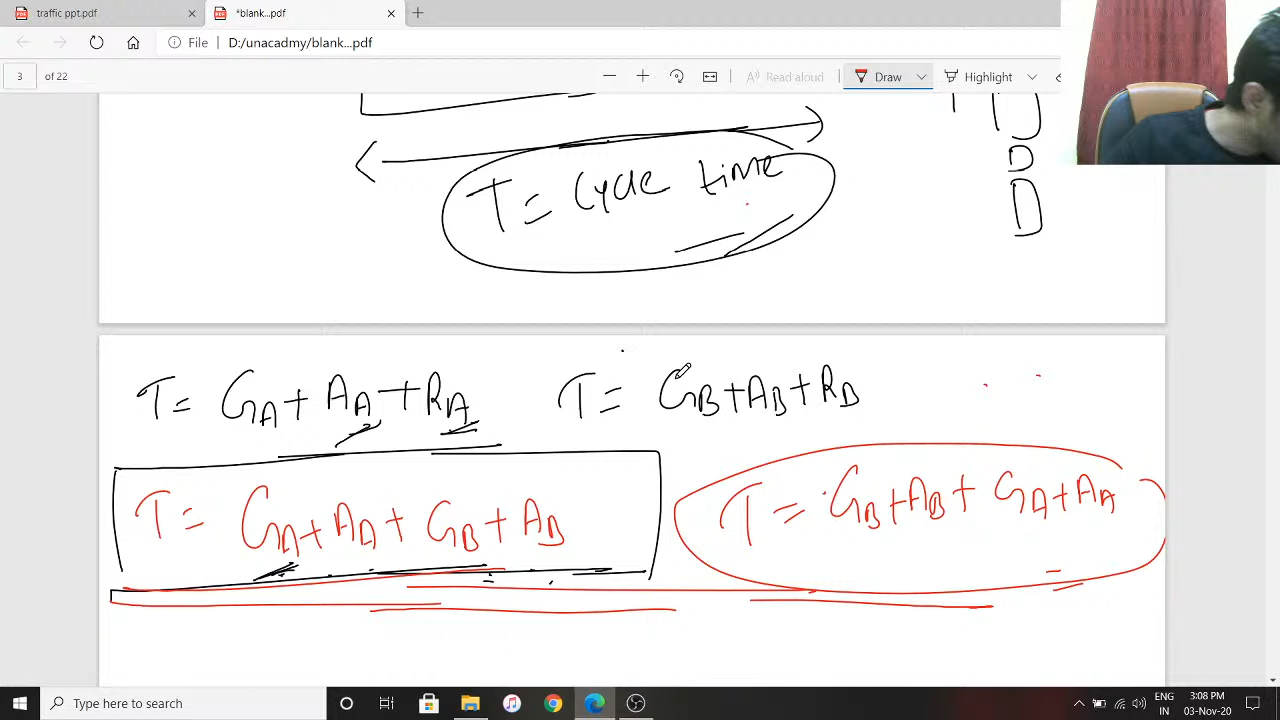 traffic ppt.pdf
*blank...pdf
File D:/unacadmy/blank...pdf
3 of 22
Read aloud
Draw
Highlight
T = Cycle time
T = GA + AA + RA T = GB + AB + RB
T = GA + AA + GB + AB T = GB + AB + GA + AA
Type here to search
ENG
IN
3:08 PM
03-Nov-20